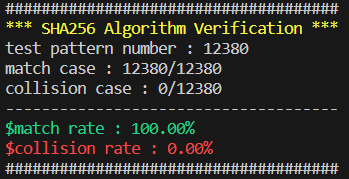 #####################################
*** SHA256 Algorithm Verification ***
test pattern number : 12380
match case : 12380/12380
collision case : 0/12380
-------------------------------------
$match rate : 100.00%
$collision rate : 0.00%
#####################################